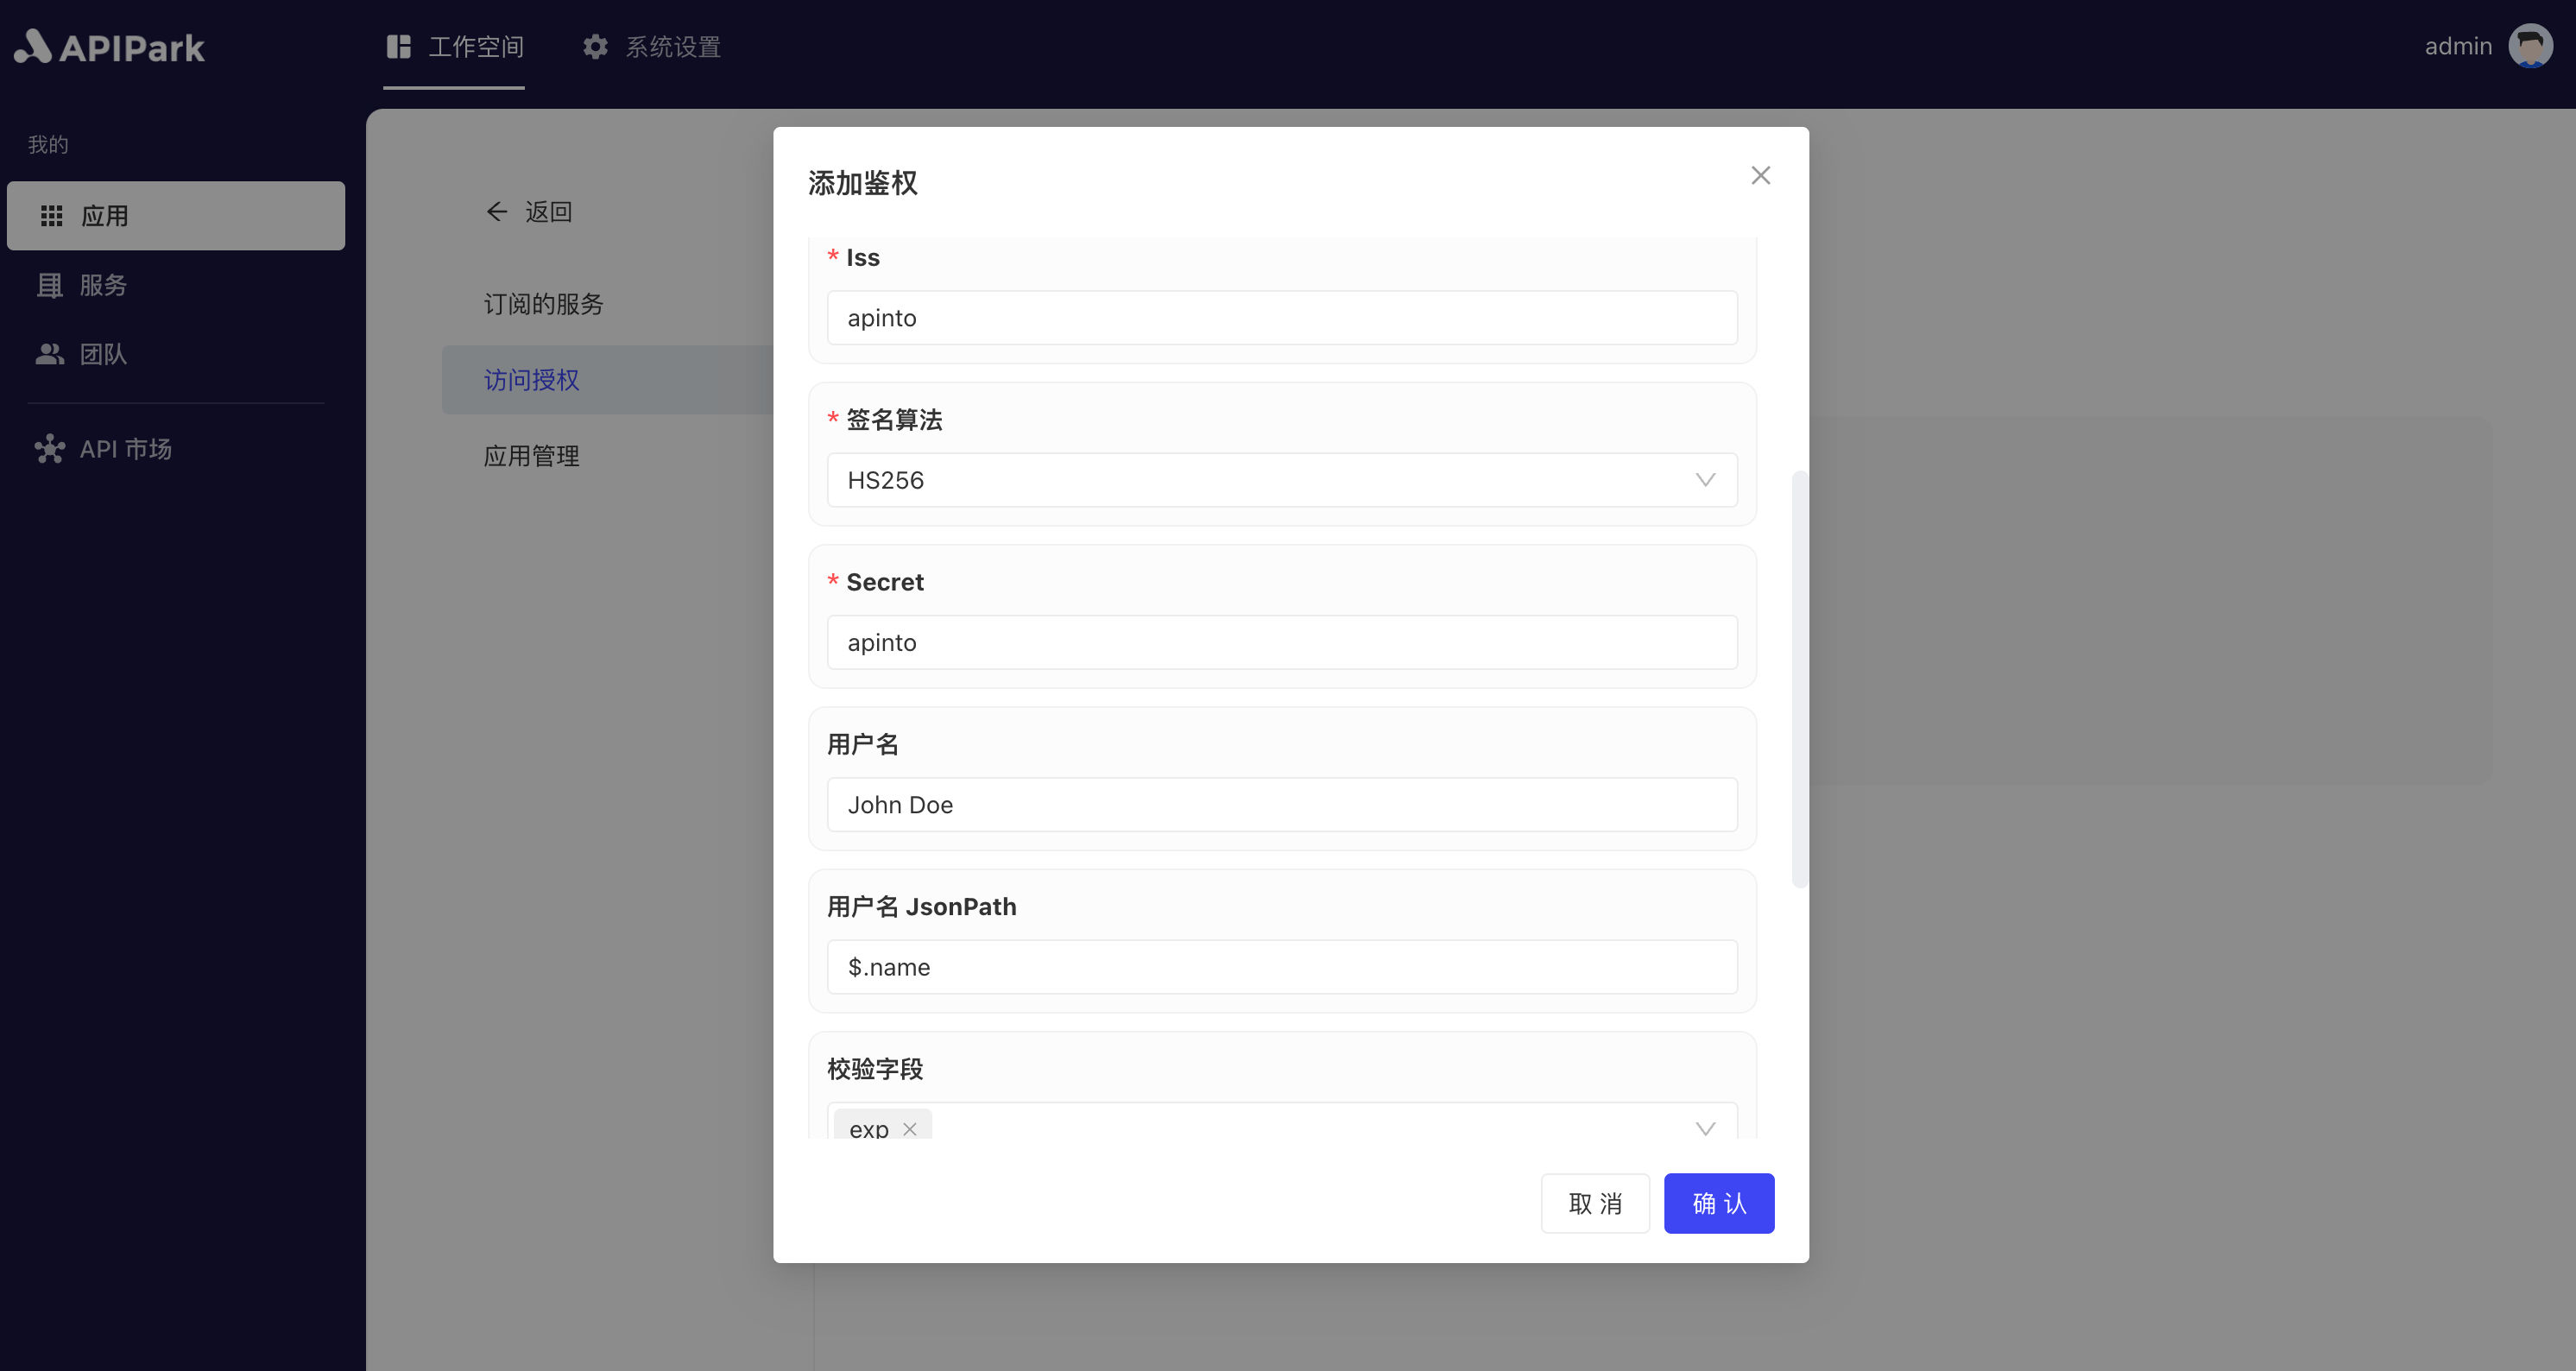 APIPark
工作空间
系统设置
admin
我的
应用
服务
团队
API 市场
返回
订阅的服务
访问授权
应用管理
添加鉴权
* Iss
apinto
* 签名算法
HS256
* Secret
apinto
用户名
John Doe
用户名 JsonPath
$.name
校验字段
exp
取 消
确 认